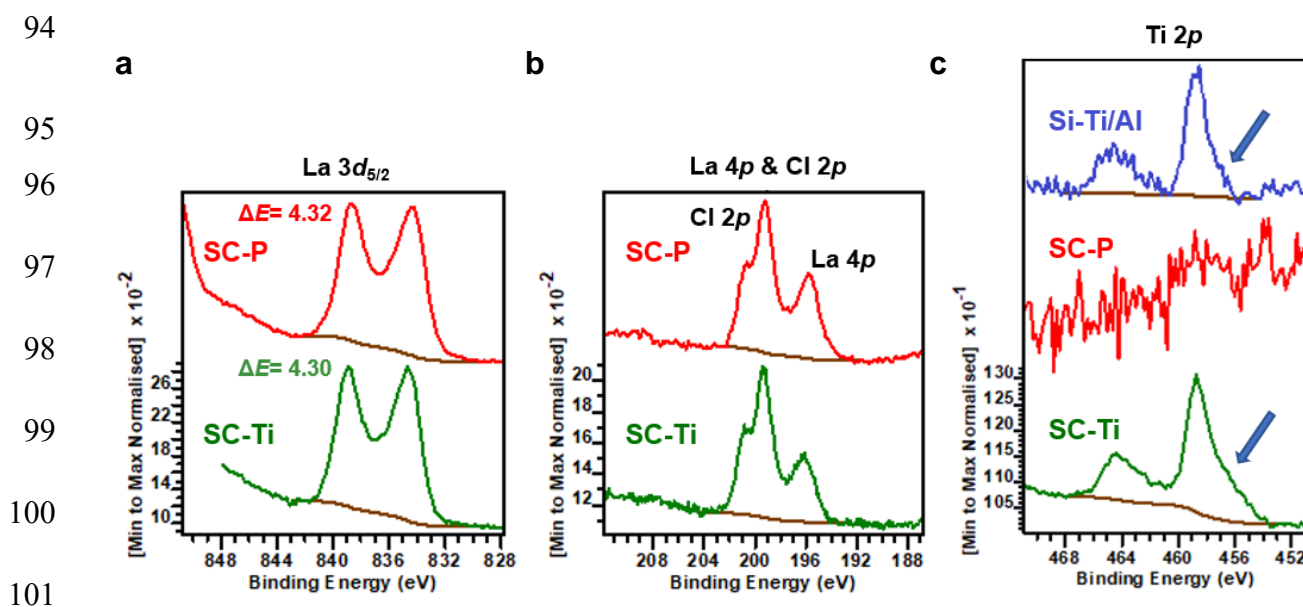 94
95
96
97
98
99
100
101
a
La 3d5/2
ΔE= 4.32
SC-P
ΔE= 4.30
SC-Ti
[Min to Max Normalised] x 10-2
26
22
18
14
10
848 844 840 836 832 828
Binding Energy (eV)
b
La 4p & Cl 2p
Cl 2p
SC-P
La 4p
SC-Ti
[Min to Max Normalised] x 10-2
20
18
16
14
12
208 204 200 196 192 188
Binding Energy (eV)
c
Ti 2p
Si-Ti/Al
SC-P
SC-Ti
[Min to Max Normalised] x 10-1
130
125
120
115
110
105
468 464 460 456 452
Binding Energy (eV)